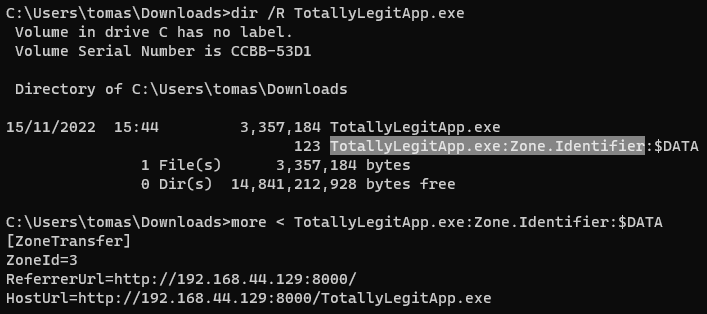 C:\Users\tomas\Downloads>dir /R TotallyLegitApp.exe
 Volume in drive C has no label.
 Volume Serial Number is CCBB-53D1

 Directory of C:\Users\tomas\Downloads

15/11/2022  15:44         3,357,184 TotallyLegitApp.exe
                                123 TotallyLegitApp.exe:Zone.Identifier:$DATA
               1 File(s)      3,357,184 bytes
               0 Dir(s)  14,841,212,928 bytes free

C:\Users\tomas\Downloads>more < TotallyLegitApp.exe:Zone.Identifier:$DATA
[ZoneTransfer]
ZoneId=3
ReferrerUrl=http://192.168.44.129:8000/
HostUrl=http://192.168.44.129:8000/TotallyLegitApp.exe